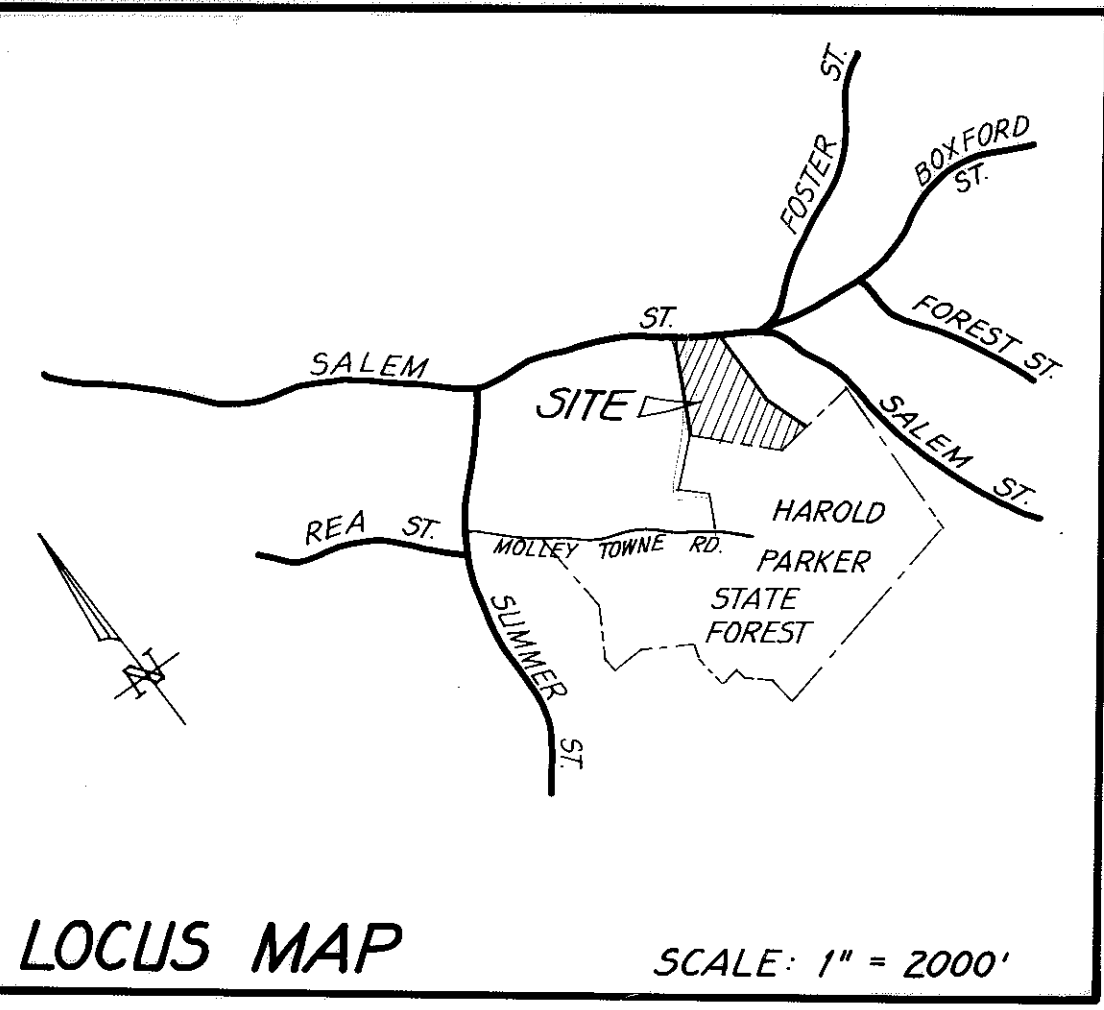 FOSTER ST.
BOXFORD
ST.
FOREST ST.
SALEM ST.
SITE
SALEM ST.
HAROLD
PARKER
STATE
FOREST
REA ST.
MOLLEY TOWNE RD.
SUMMER ST.
N
LOCUS MAP
SCALE: 1" = 2000'